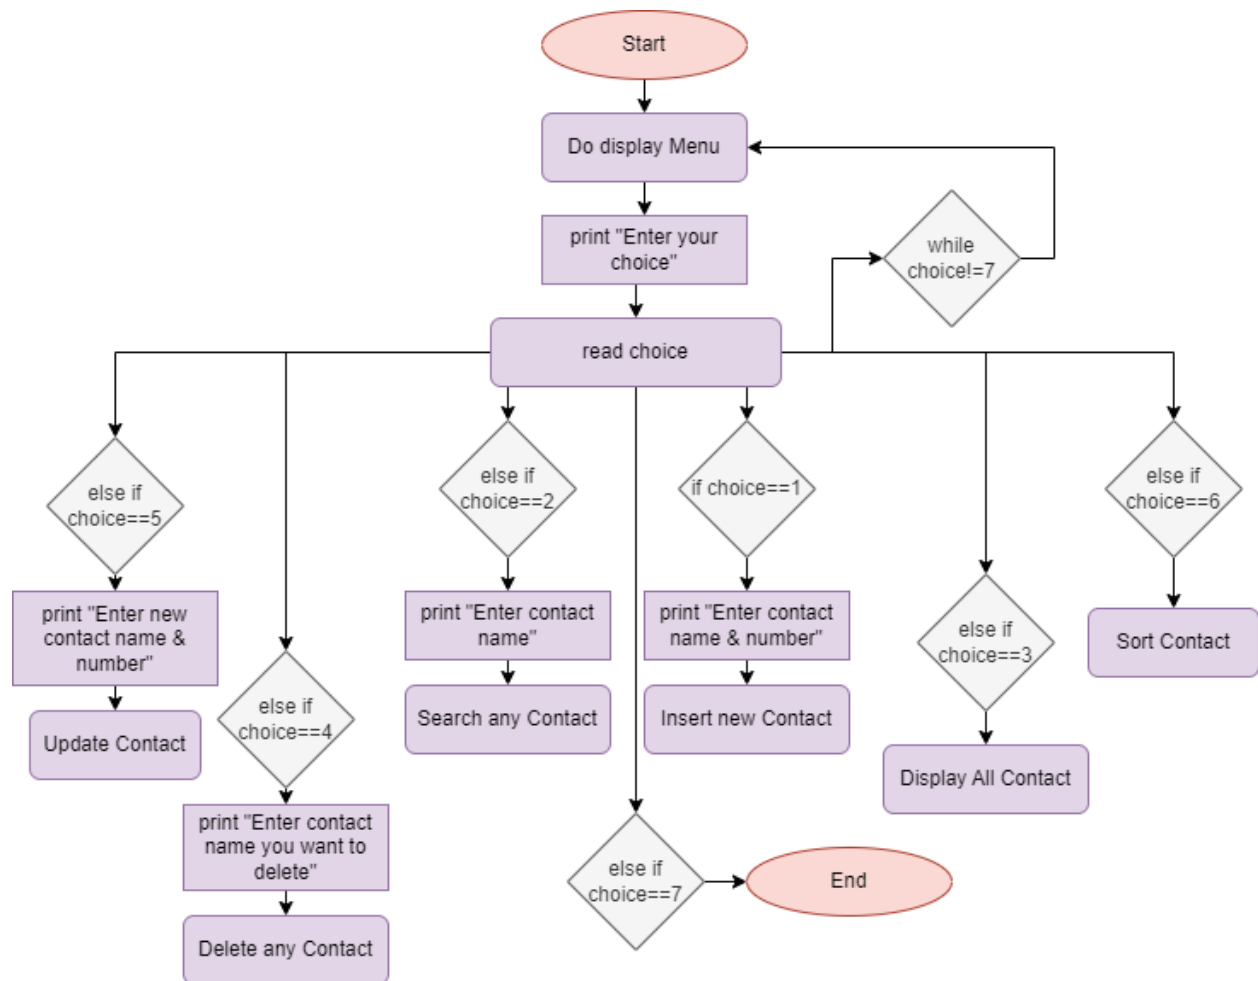 Start
Do display Menu
print "Enter your
choice"
while
choice!=7
read choice
else if
choice==5
else if
choice==2
if choice==1
else if
choice==6
print "Enter new
contact name &
number"
print "Enter contact
name"
print "Enter contact
name & number"
else if
choice==3
Sort Contact
Update Contact
else if
choice==4
Search any Contact
Insert new Contact
Display All Contact
print "Enter contact
name you want to
delete"
else if
choice==7
End
Delete any Contact